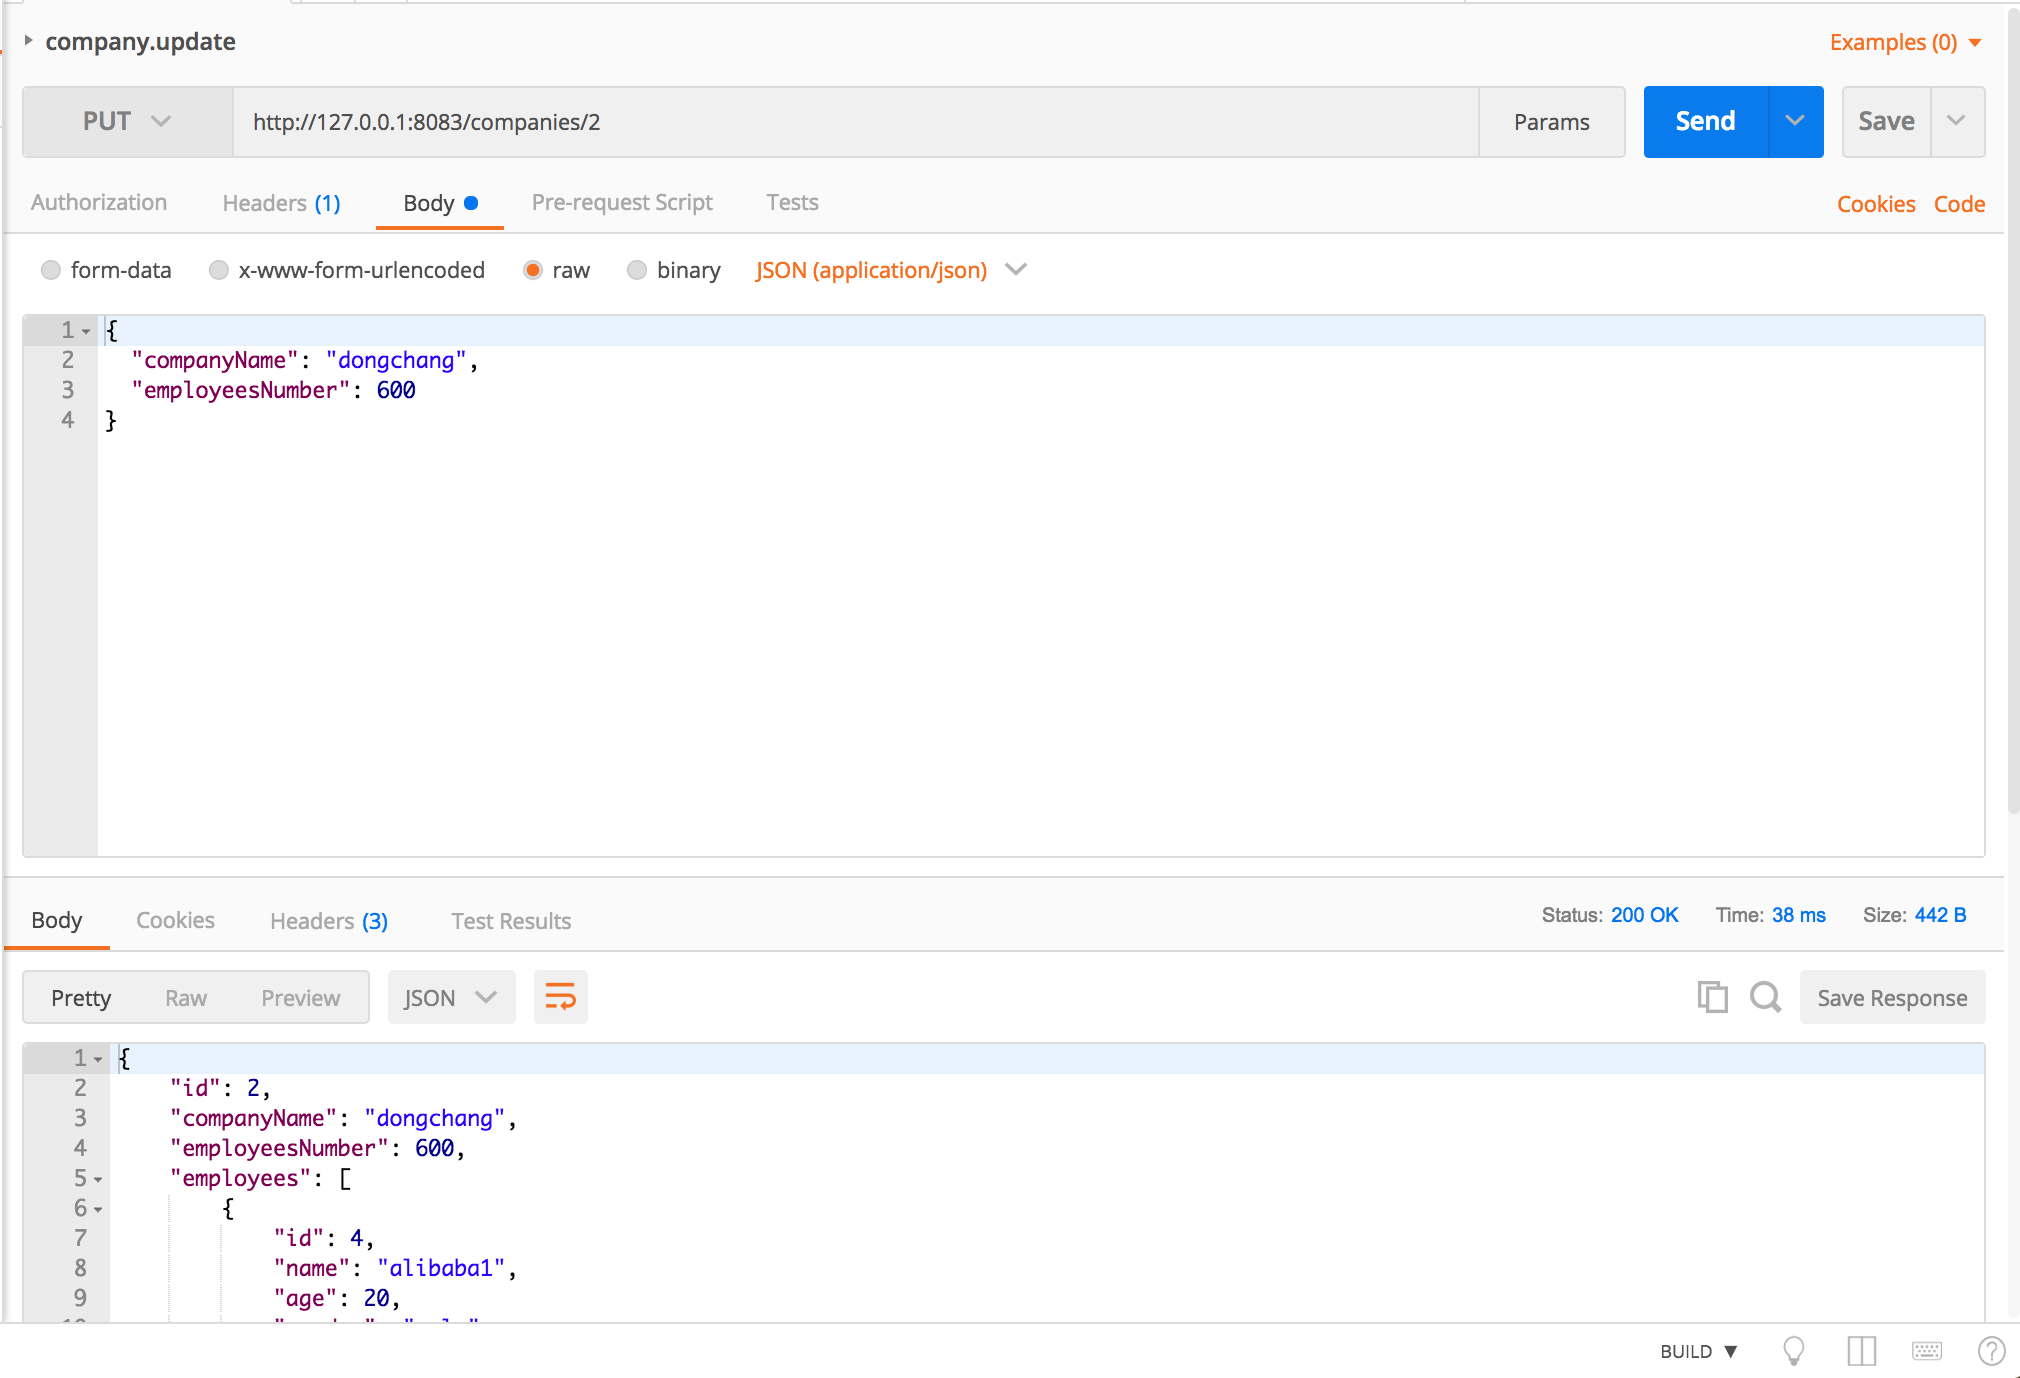 company.update
Examples (0)
PUT http://127.0.0.1:8083/companies/2 Params Send Save
Authorization Headers (1) Body Pre-request Script Tests Cookies Code
form-data x-www-form-urlencoded raw binary JSON (application/json)
1 {
2 "companyName": "dongchang",
3 "employeesNumber": 600
4 }
Body Cookies Headers (3) Test Results Status: 200 OK Time: 38 ms Size: 442 B
Pretty Raw Preview JSON Save Response
1 {
2 "id": 2,
3 "companyName": "dongchang",
4 "employeesNumber": 600,
5 "employees": [
6 {
7 "id": 4,
8 "name": "alibaba1",
9 "age": 20,
BUILD